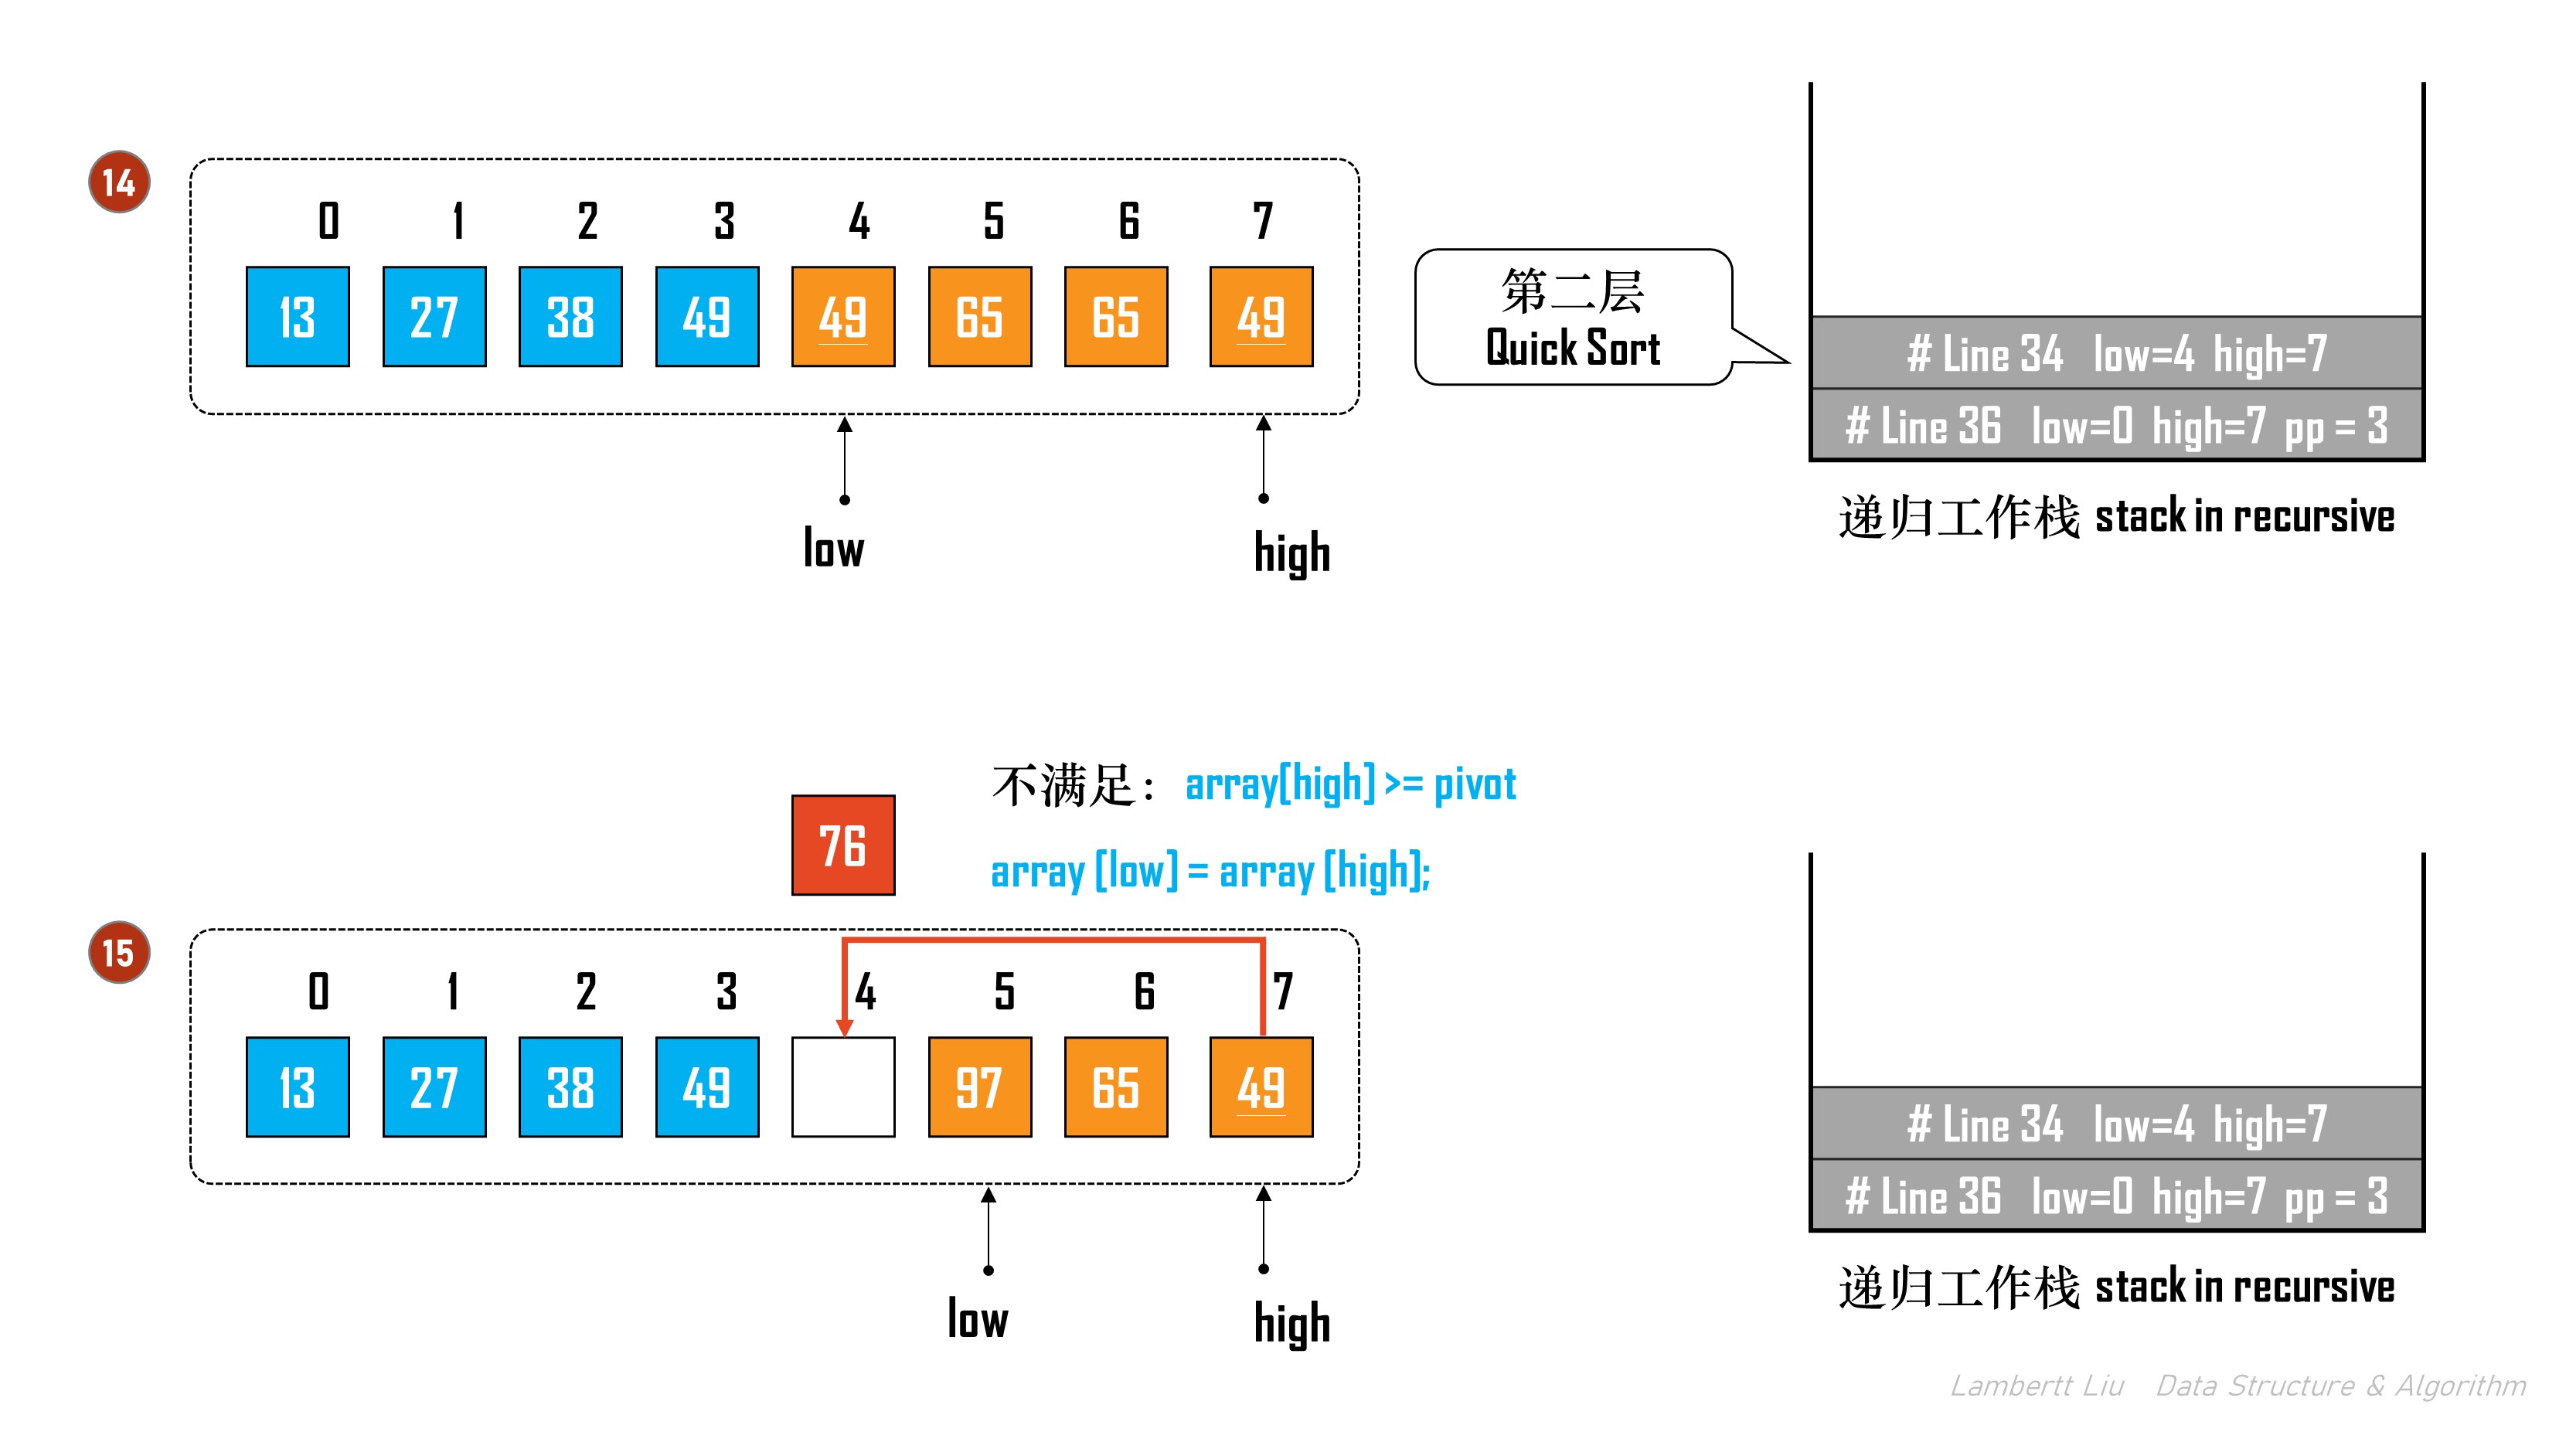 14
0 1 2 3 4 5 6 7
13 27 38 49 49 65 65 49
low high
第二层
Quick Sort
# Line 34 low=4 high=7
# Line 36 low=0 high=7 pp = 3
递归工作栈 stack in recursive
不满足: array[high] >= pivot
array [low] = array [high];
76
15
0 1 2 3 4 5 6 7
13 27 38 49 97 65 49
low high
# Line 34 low=4 high=7
# Line 36 low=0 high=7 pp = 3
递归工作栈 stack in recursive
Lambertt Liu Data Structure & Algorithm